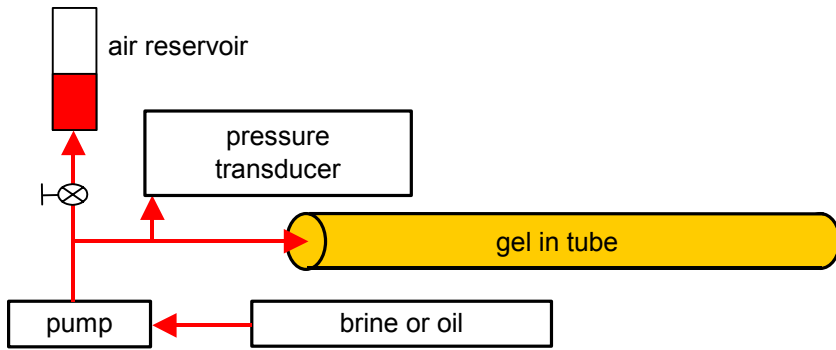 air reservoir
pressure
transducer
gel in tube
pump
brine or oil